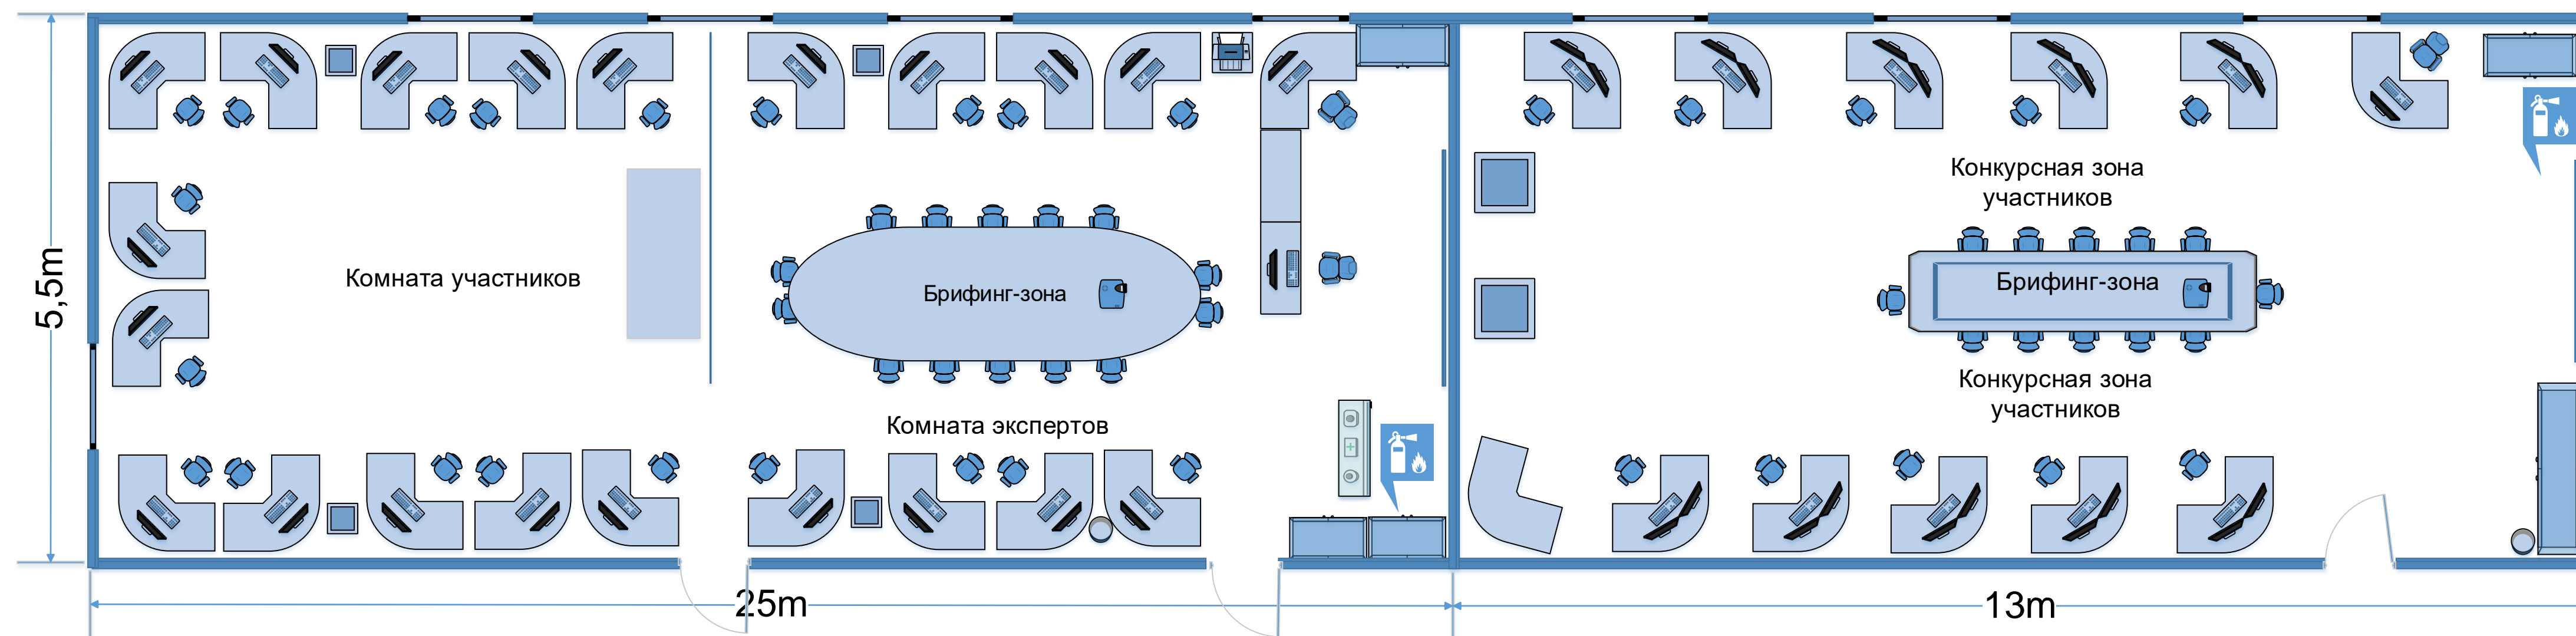 5,5m
Комната участников
Брифинг-зона
Комната экспертов
Конкурсная зона
участников
Брифинг-зона
Конкурсная зона
участников
25m
13m